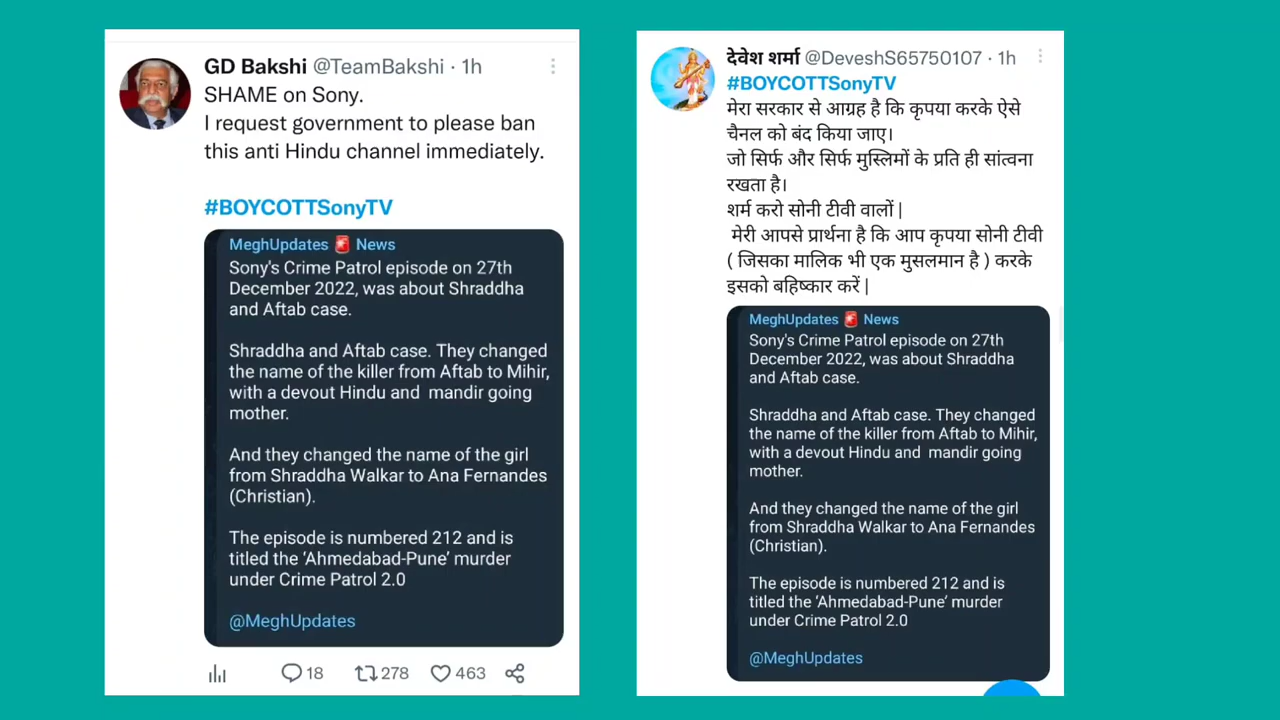 GD Bakshi @TeamBakshi · 1h
SHAME on Sony.
I request government to please ban
this anti Hindu channel immediately.
#BOYCOTTSonyTV
MeghUpdates 🚨 News
Sony's Crime Patrol episode on 27th
December 2022, was about Shraddha
and Aftab case.
Shraddha and Aftab case. They changed
the name of the killer from Aftab to Mihir,
with a devout Hindu and mandir going
mother.
And they changed the name of the girl
from Shraddha Walkar to Ana Fernandes
(Christian).
The episode is numbered 212 and is
titled the ‘Ahmedabad-Pune’ murder
under Crime Patrol 2.0
@MeghUpdates
18 278 463
देवेश शर्मा @DeveshS65750107 · 1h
#BOYCOTTSonyTV
मेरा सरकार से आग्रह है कि कृपया करके ऐसे
चैनल को बंद किया जाए।
जो सिर्फ और सिर्फ मुस्लिमों के प्रति ही सांत्वना
रखता है।
शर्म करो सोनी टीवी वालों |
मेरी आपसे प्रार्थना है कि आप कृपया सोनी टीवी
( जिसका मालिक भी एक मुसलमान है ) करके
इसको बहिष्कार करें |
MeghUpdates 🚨 News
Sony's Crime Patrol episode on 27th
December 2022, was about Shraddha
and Aftab case.
Shraddha and Aftab case. They changed
the name of the killer from Aftab to Mihir,
with a devout Hindu and mandir going
mother.
And they changed the name of the girl
from Shraddha Walkar to Ana Fernandes
(Christian).
The episode is numbered 212 and is
titled the ‘Ahmedabad-Pune’ murder
under Crime Patrol 2.0
@MeghUpdates